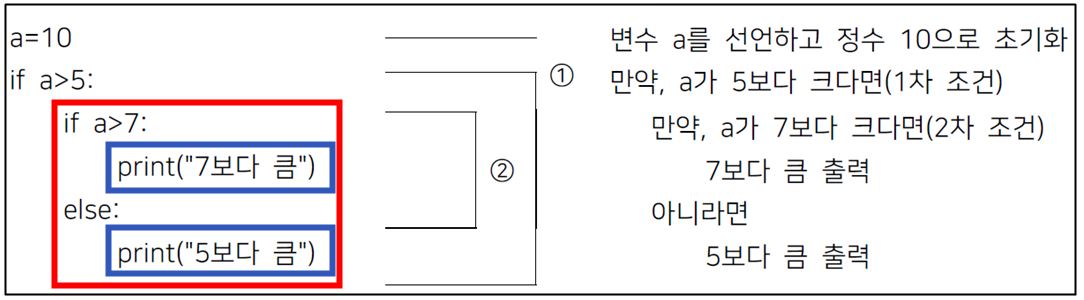 a=10 변수 a를 선언하고 정수 10으로 초기화
if a>5: ① 만약, a가 5보다 크다면(1차 조건)
if a>7: 만약, a가 7보다 크다면(2차 조건)
print("7보다 큼") ② 7보다 큼 출력
else: 아니라면
print("5보다 큼") 5보다 큼 출력